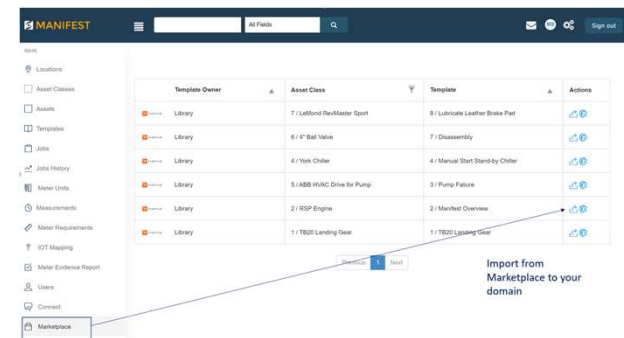 MANIFEST
All Fields
MS
Sign out
MAIN
Locations
Asset Classes
Assets
Templates
Jobs
Jobs History
Meter Units
Measurements
Meter Requirements
IOT Mapping
Meter Evidence Report
Users
Connect
Marketplace
Template Owner Asset Class Template Actions
Library 7 / LeMond RevMaster Sport 8 / Lubricate Leather Brake Pad
Library 6 / 4" Ball Valve 7 / Disassembly
Library 4 / York Chiller 4 / Manual Start Stand-by Chiller
Library 5 / ABB HVAC Drive for Pump 3 / Pump Failure
Library 2 / RSP Engine 2 / Manifest Overview
Library 1 / TB20 Landing Gear 1 / TB20 Landing Gear
Previous 1 Next
Import from
Marketplace to your
domain